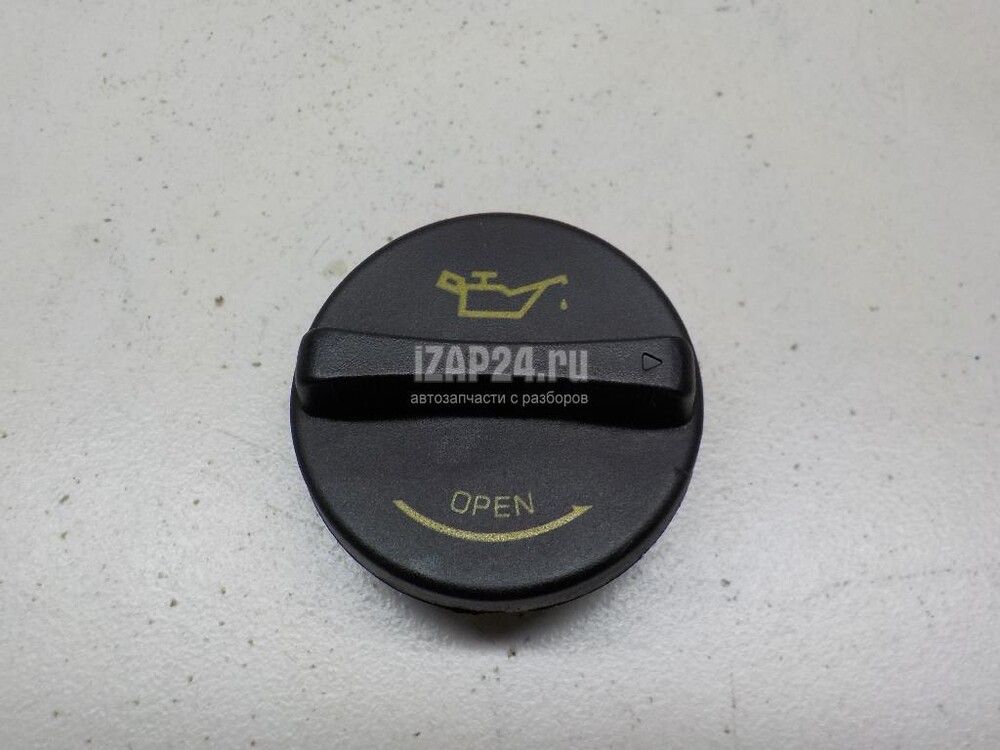 iZAP24.ru
автозапчасти с разборов
OPEN